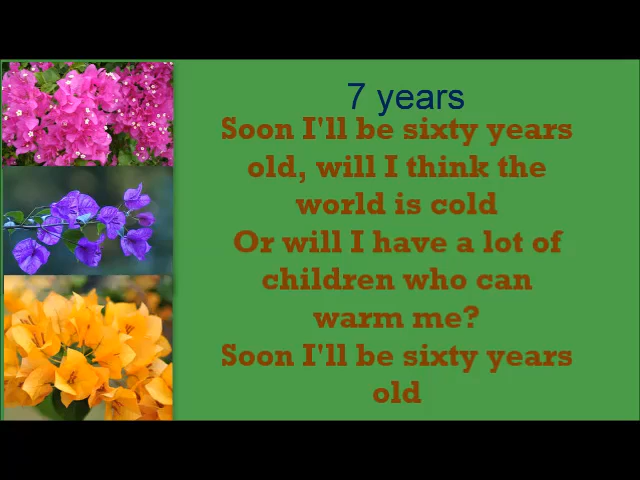 7 years
Soon I'll be sixty years
old, will I think the
world is cold
Or will I have a lot of
children who can
warm me?
Soon I'll be sixty years
old